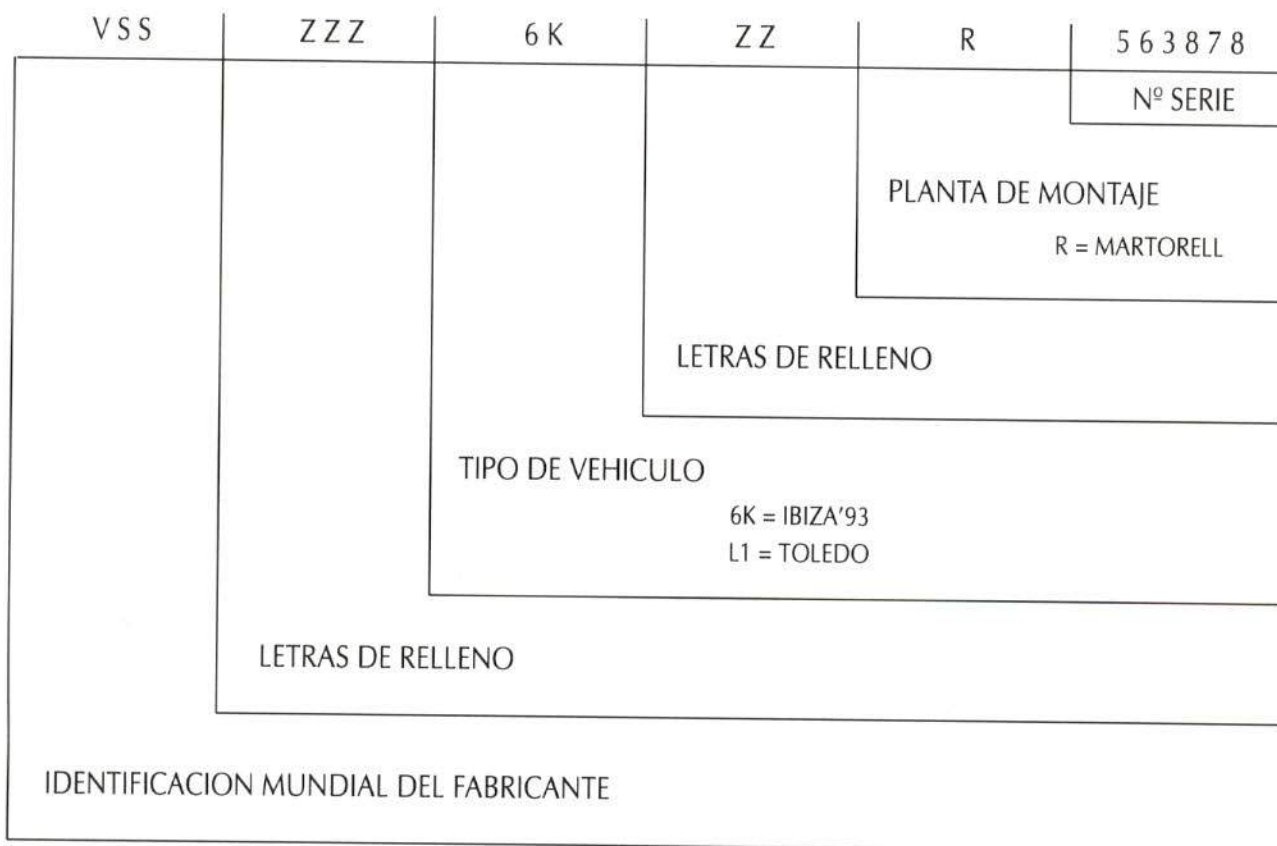 VSS ZZZ 6K ZZ R 563878
Nº SERIE
PLANTA DE MONTAJE
R = MARTORELL
LETRAS DE RELLENO
TIPO DE VEHICULO
6K = IBIZA'93
L1 = TOLEDO
LETRAS DE RELLENO
IDENTIFICACION MUNDIAL DEL FABRICANTE